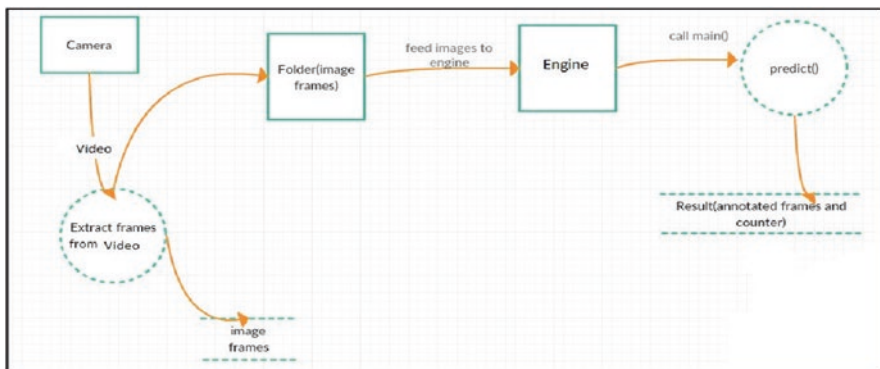 Camera
Video
Extract frames
from Video
image
frames
Folder(image
frames)
feed images to
engine
Engine
call main()
predict()
Result(annotated frames and
counter)